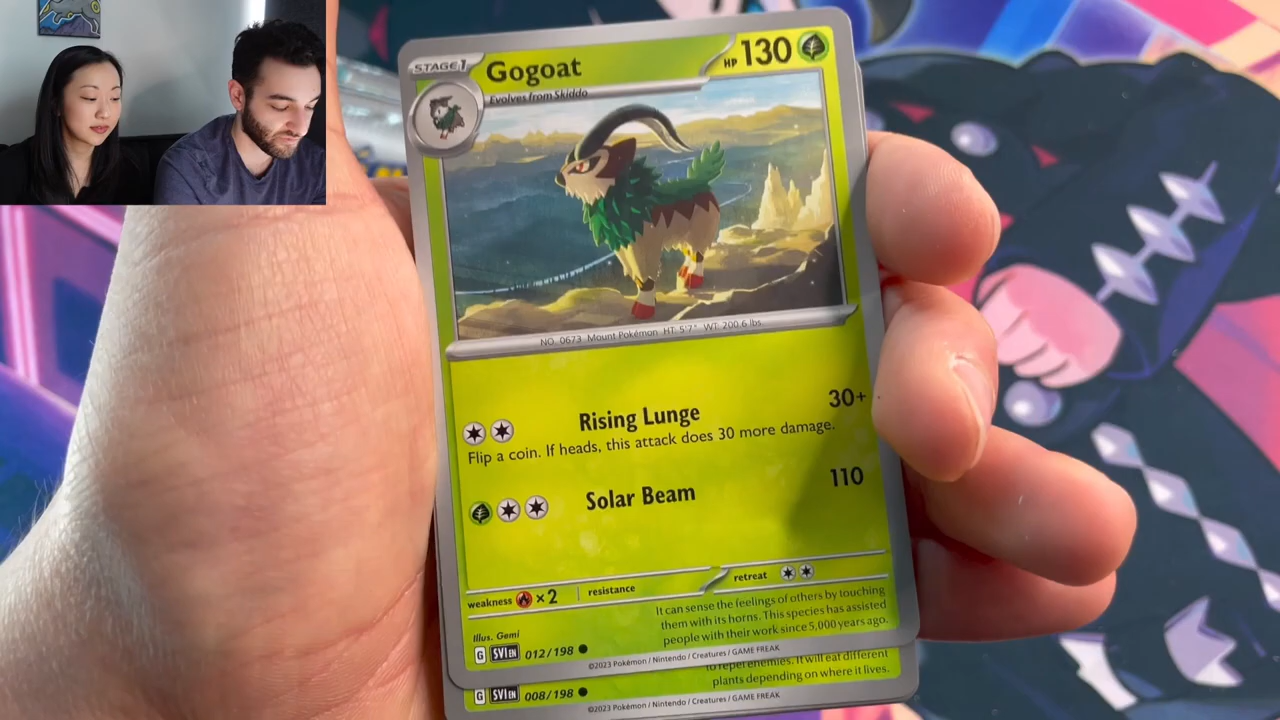 STAGE 1
Gogoat
HP 130
Evolves from Skiddo
NO. 0673 Mount Pokémon HT: 5'7" WT: 200.6 lbs.
Rising Lunge 30+
Flip a coin. If heads, this attack does 30 more damage.
Solar Beam 110
weakness ×2 resistance retreat
It can sense the feelings of others by touching
them with its horns. This species has assisted
people with their work since 5,000 years ago.
Illus. Gemi
G SVI EN 012/198
©2023 Pokémon / Nintendo / Creatures / GAME FREAK
to repel enemies. It will eat different
plants depending on where it lives.
G SVI EN 008/198
©2023 Pokémon / Nintendo / Creatures / GAME FREAK